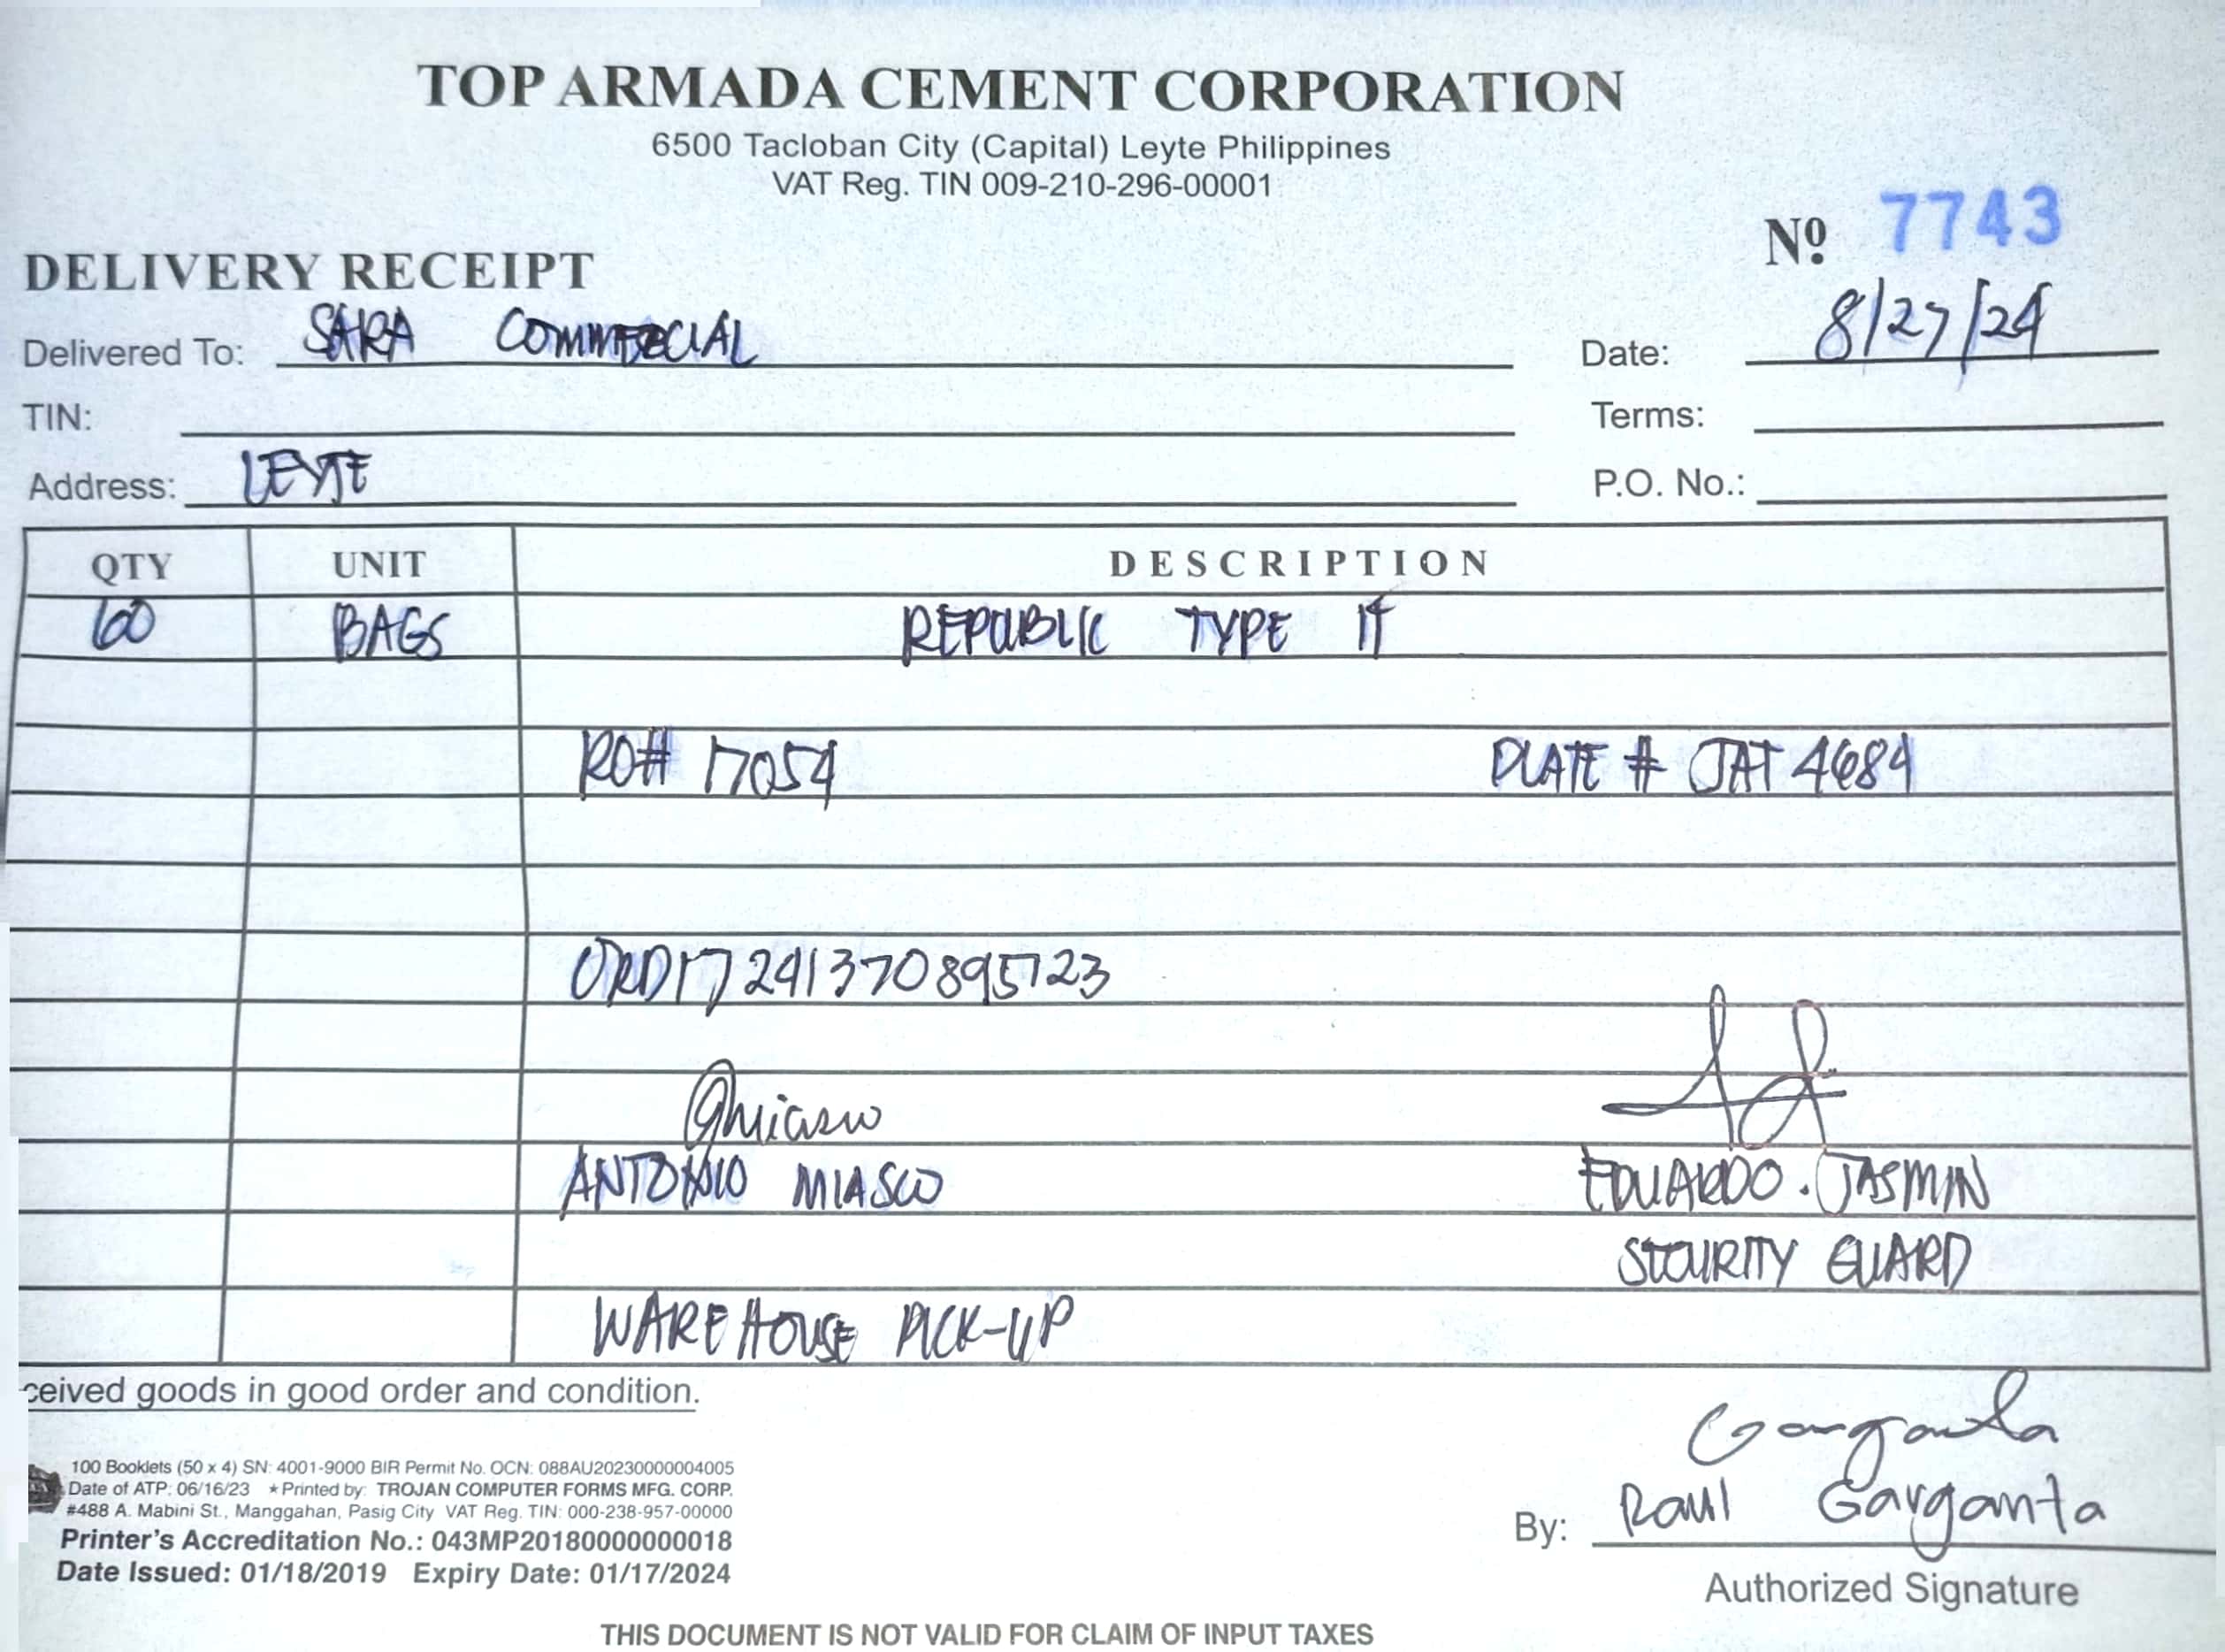 TOP ARMADA CEMENT CORPORATION
6500 Tacloban City (Capital) Leyte Philippines
VAT Reg. TIN 009-210-296-00001
Nº 7743
DELIVERY RECEIPT
Delivered To: SARA COMMERCIAL Date: 8/27/24
TIN: Terms:
Address: LEYTE P.O. No.:
QTY UNIT DESCRIPTION
60 BAGS REPUBLIC TYPE 1T
RO# 17054 PLATE # JAT 4684
ORD17241370895723
ANTONIO MIASCO EDUARDO. JASMIN
SECURITY GUARD
WAREHOUSE PICK-UP
ceived goods in good order and condition.
Garganta
100 Booklets (50 x 4) SN: 4001-9000 BIR Permit No. OCN: 088AU20230000004005
Date of ATP: 06/16/23 ★ Printed by: TROJAN COMPUTER FORMS MFG. CORP.
#488 A. Mabini St., Manggahan, Pasig City VAT Reg. TIN: 000-238-957-00000
Printer's Accreditation No.: 043MP20180000000018
Date Issued: 01/18/2019 Expiry Date: 01/17/2024
By: Raul Garganta
Authorized Signature
THIS DOCUMENT IS NOT VALID FOR CLAIM OF INPUT TAXES